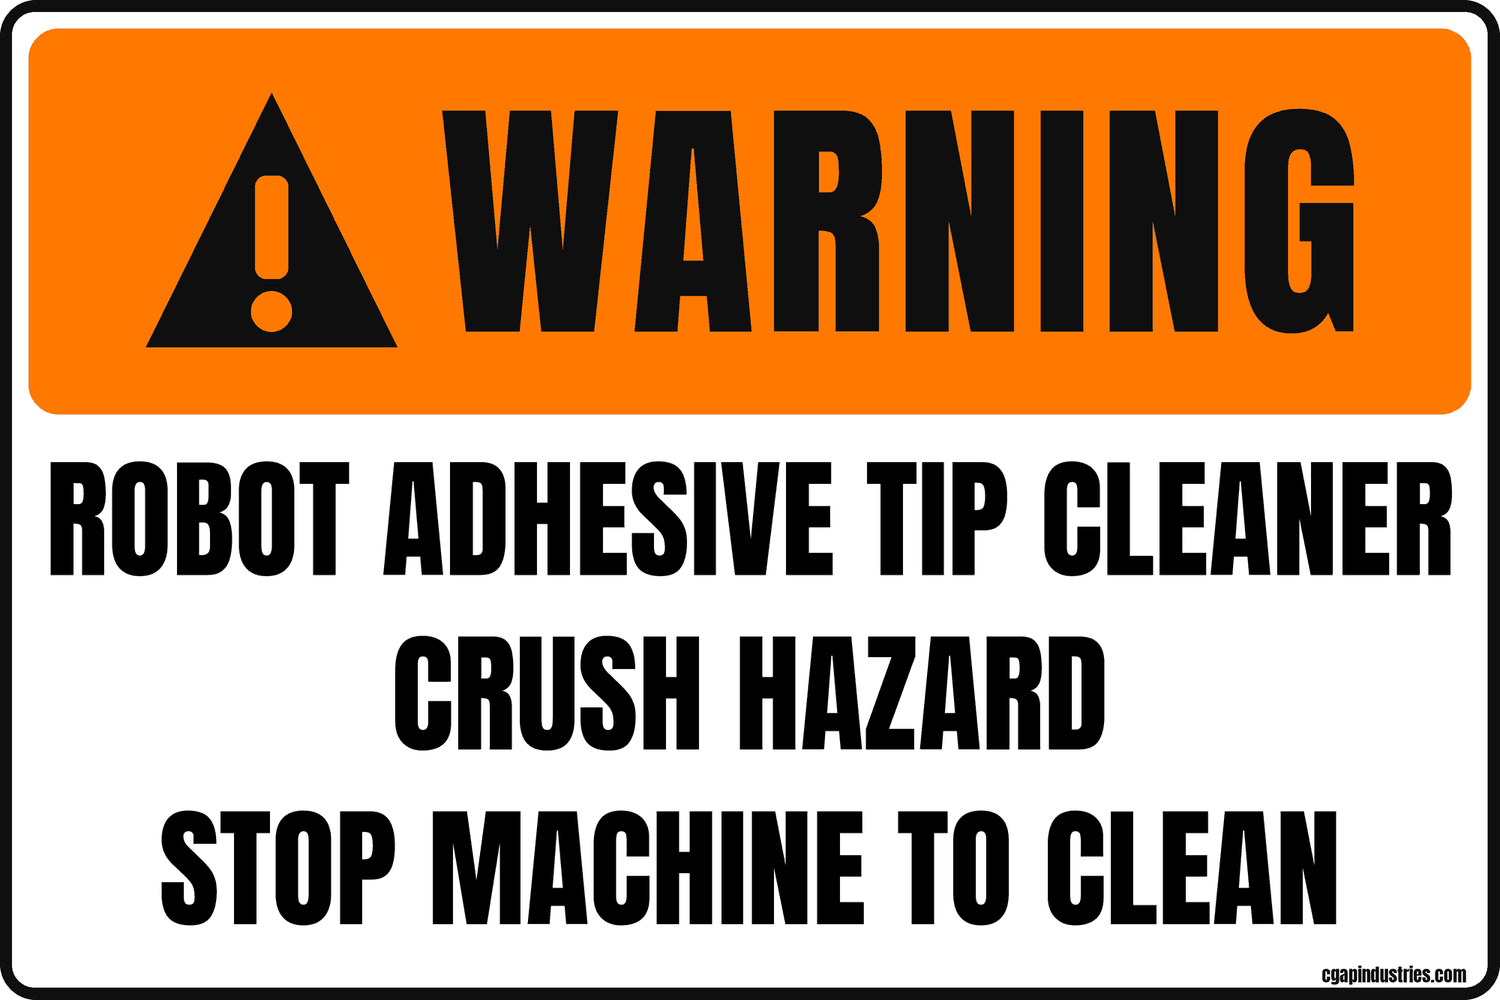 WARNING
ROBOT ADHESIVE TIP CLEANER
CRUSH HAZARD
STOP MACHINE TO CLEAN
cgapindustries.com